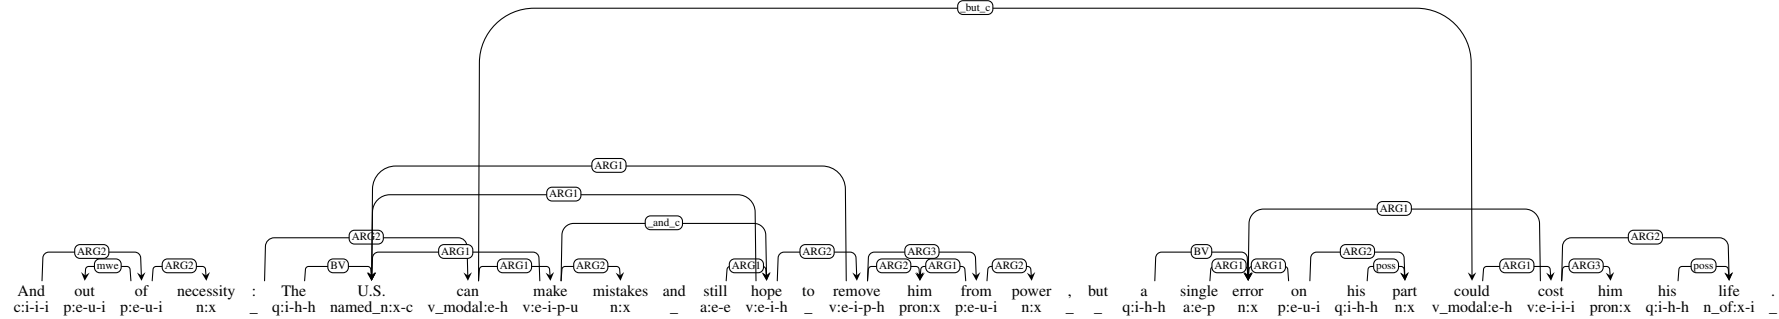 _but_c
ARG1
ARG1
_and_c
ARG1
ARG2
ARG2
ARG2 ARG1 ARG2 ARG3 BV ARG2
mwe ARG2 BV ARG1 ARG2 ARG1 ARG2 ARG1 ARG2 ARG1 ARG1 poss ARG1 ARG3 poss
And out of necessity : The U.S. can make mistakes and still hope to remove him from power , but a single error on his part could cost him his life .
c:i-i-i p:e-u-i p:e-u-i n:x _ q:i-h-h named_n:x-c v_modal:e-h v:e-i-p-u n:x _ a:e-e v:e-i-h _ v:e-i-p-h pron:x p:e-u-i n:x _ _ q:i-h-h a:e-p n:x p:e-u-i q:i-h-h n:x v_modal:e-h v:e-i-i-i pron:x q:i-h-h n_of:x-i _